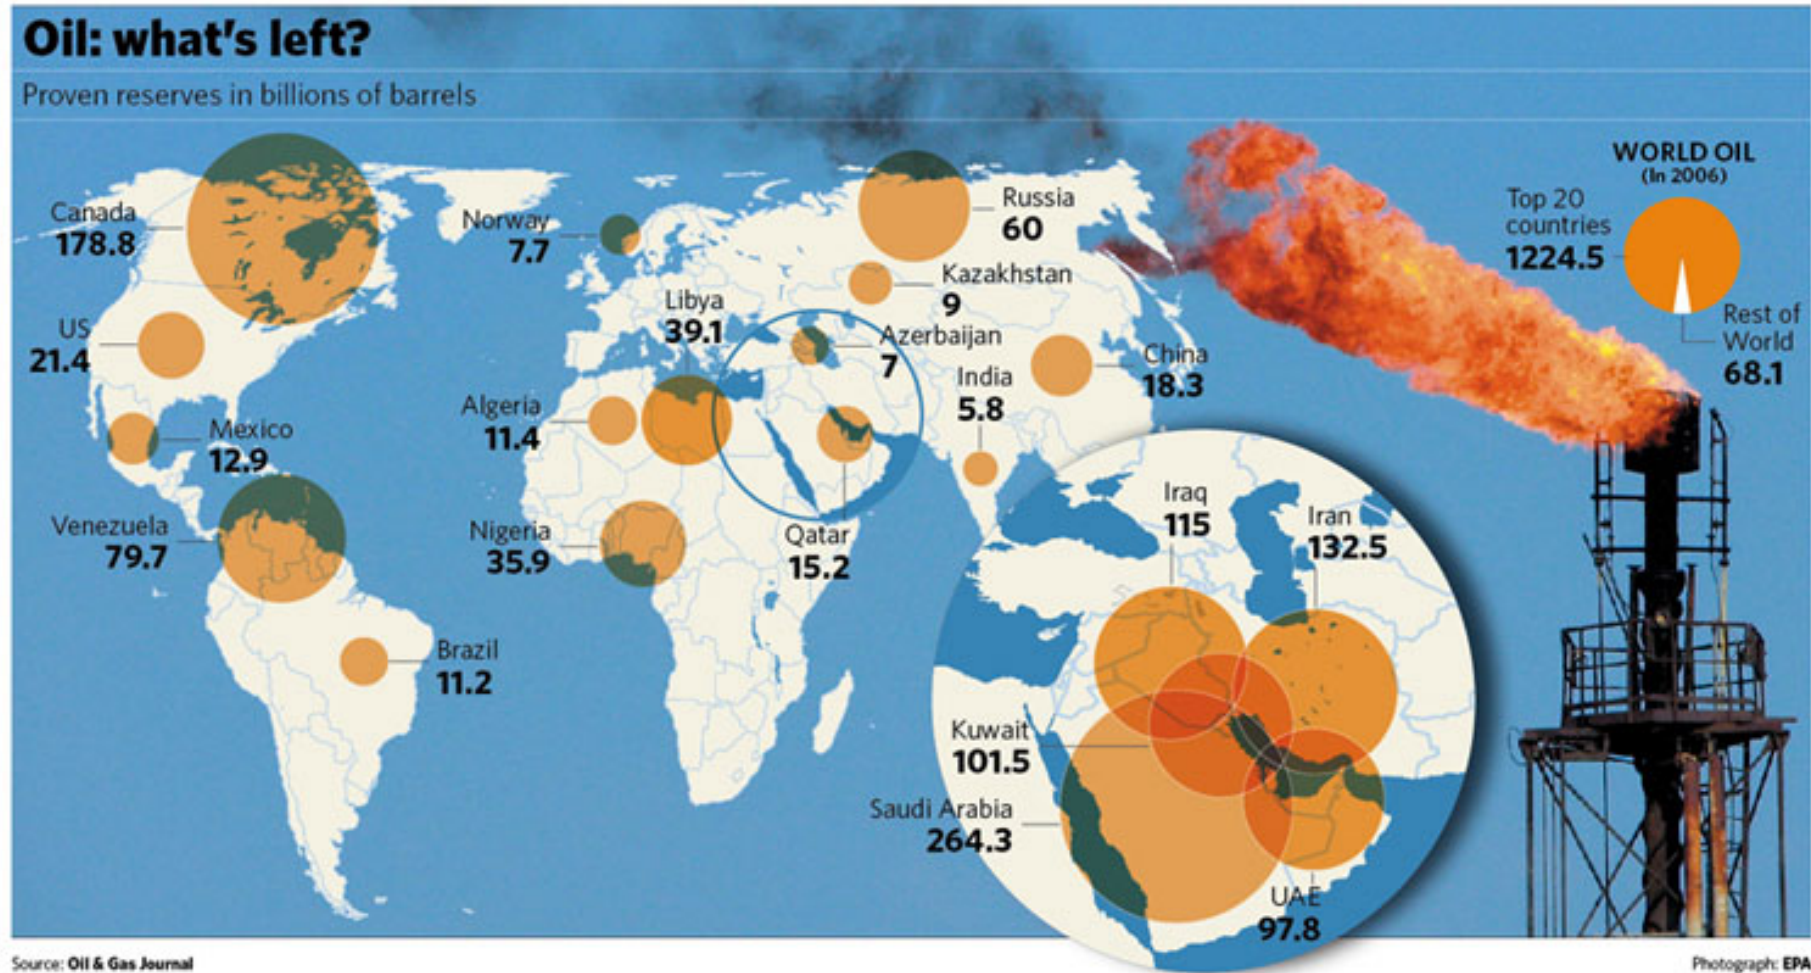 Oil: what's left?
Proven reserves in billions of barrels
Canada
178.8
US
21.4
Mexico
12.9
Venezuela
79.7
Brazil
11.2
Norway
7.7
Libya
39.1
Algeria
11.4
Nigeria
35.9
Qatar
15.2
Russia
60
Kazakhstan
9
Azerbaijan
7
India
5.8
China
18.3
Iraq
115
Iran
132.5
Kuwait
101.5
Saudi Arabia
264.3
UAE
97.8
WORLD OIL
(In 2006)
Top 20
countries
1224.5
Rest of
World
68.1
Source: Oil & Gas Journal
Photograph: EPA